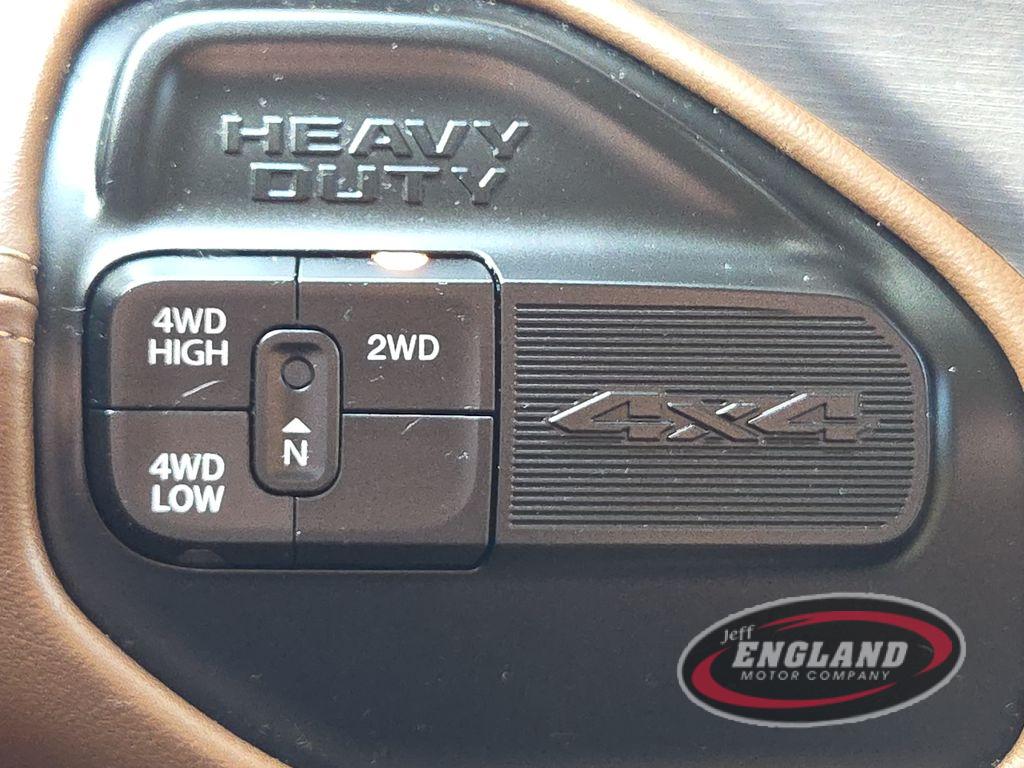 HEAVY
DUTY
4WD
HIGH
2WD
4x4
N
4WD
LOW
Jeff
ENGLAND
MOTOR COMPANY